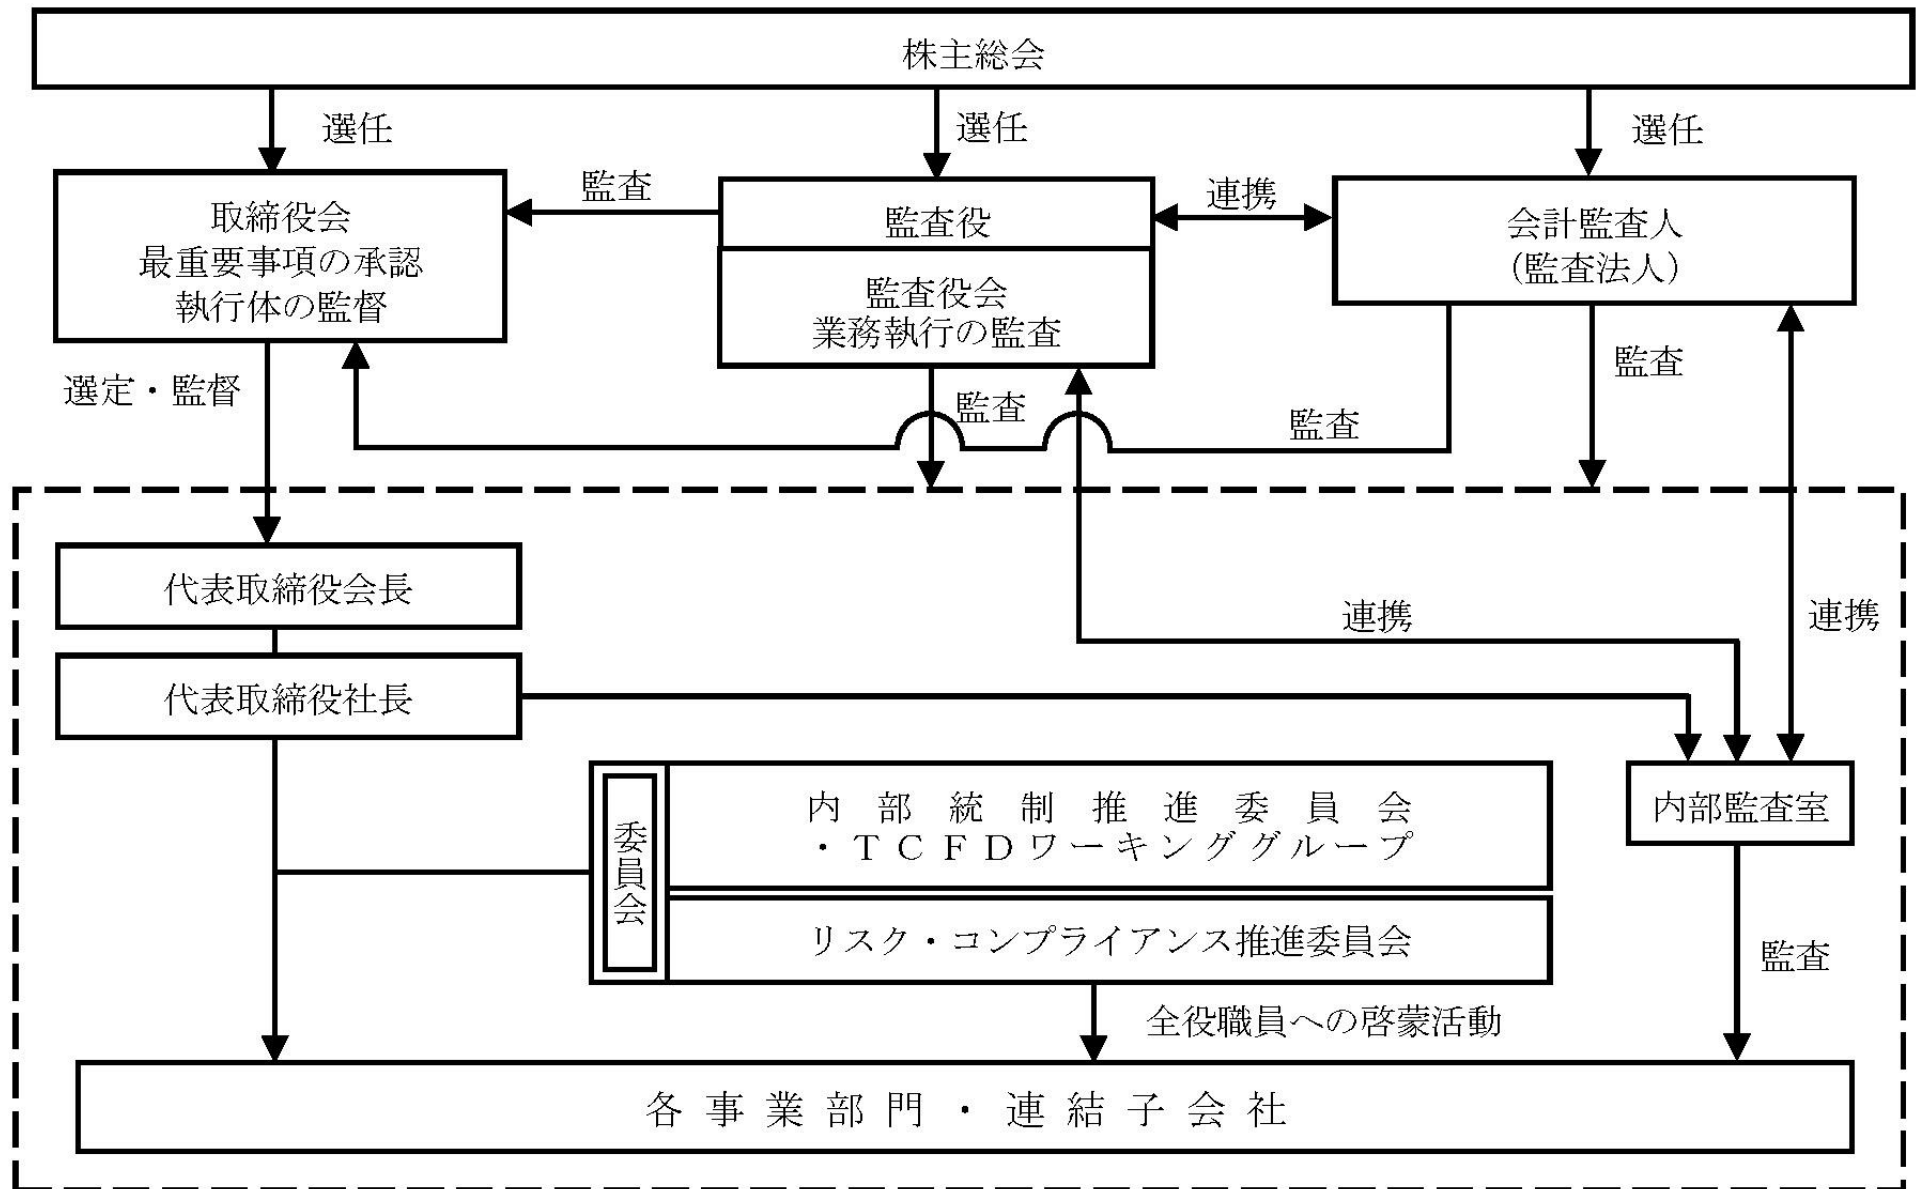 株主総会
選任
選任
選任
取締役会
最重要事項の承認
執行体の監督
監査
監査役
監査役会
業務執行の監査
連携
会計監査人
(監査法人)
選定・監督
監査
監査
監査
代表取締役会長
代表取締役社長
連携
連携
委員会
内部統制推進委員会
・TCFDワーキンググループ
リスク・コンプライアンス推進委員会
内部監査室
監査
全役職員への啓蒙活動
各事業部門・連結子会社